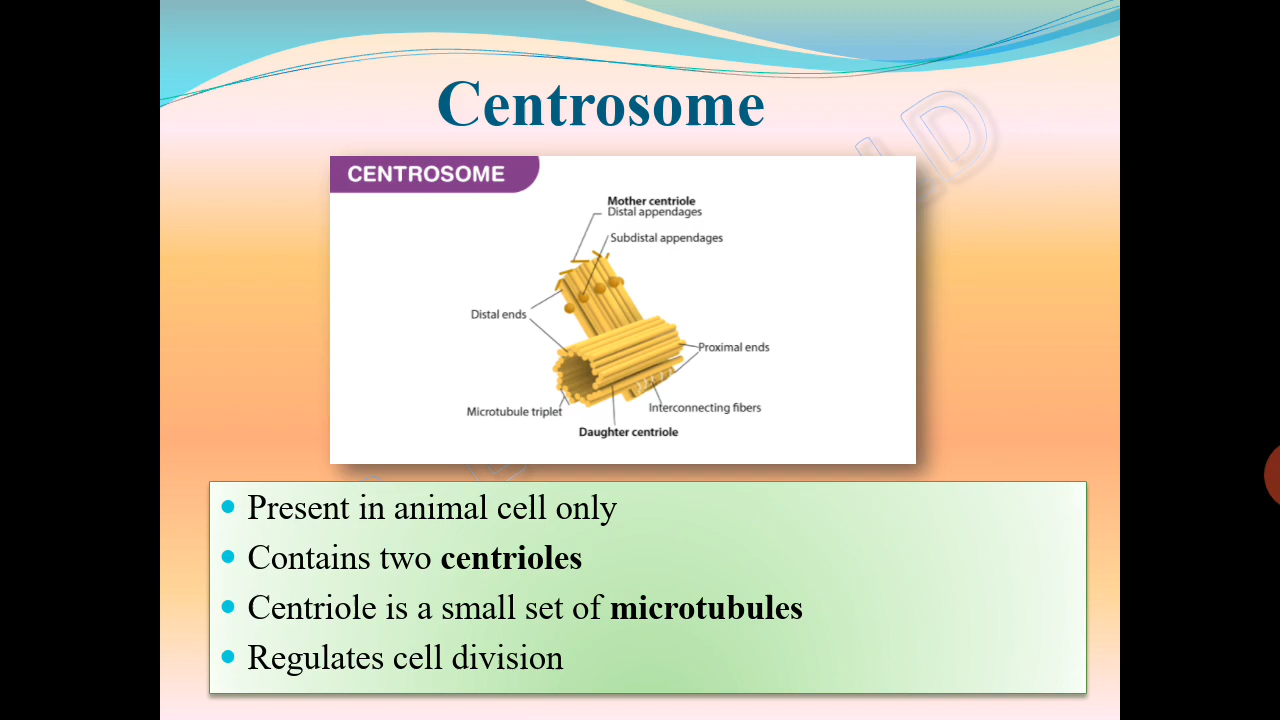 Centrosome
CENTROSOME
Mother centriole
Distal appendages
Subdistal appendages
Distal ends
Proximal ends
Microtubule triplet
Interconnecting fibers
Daughter centriole
Present in animal cell only
Contains two centrioles
Centriole is a small set of microtubules
Regulates cell division